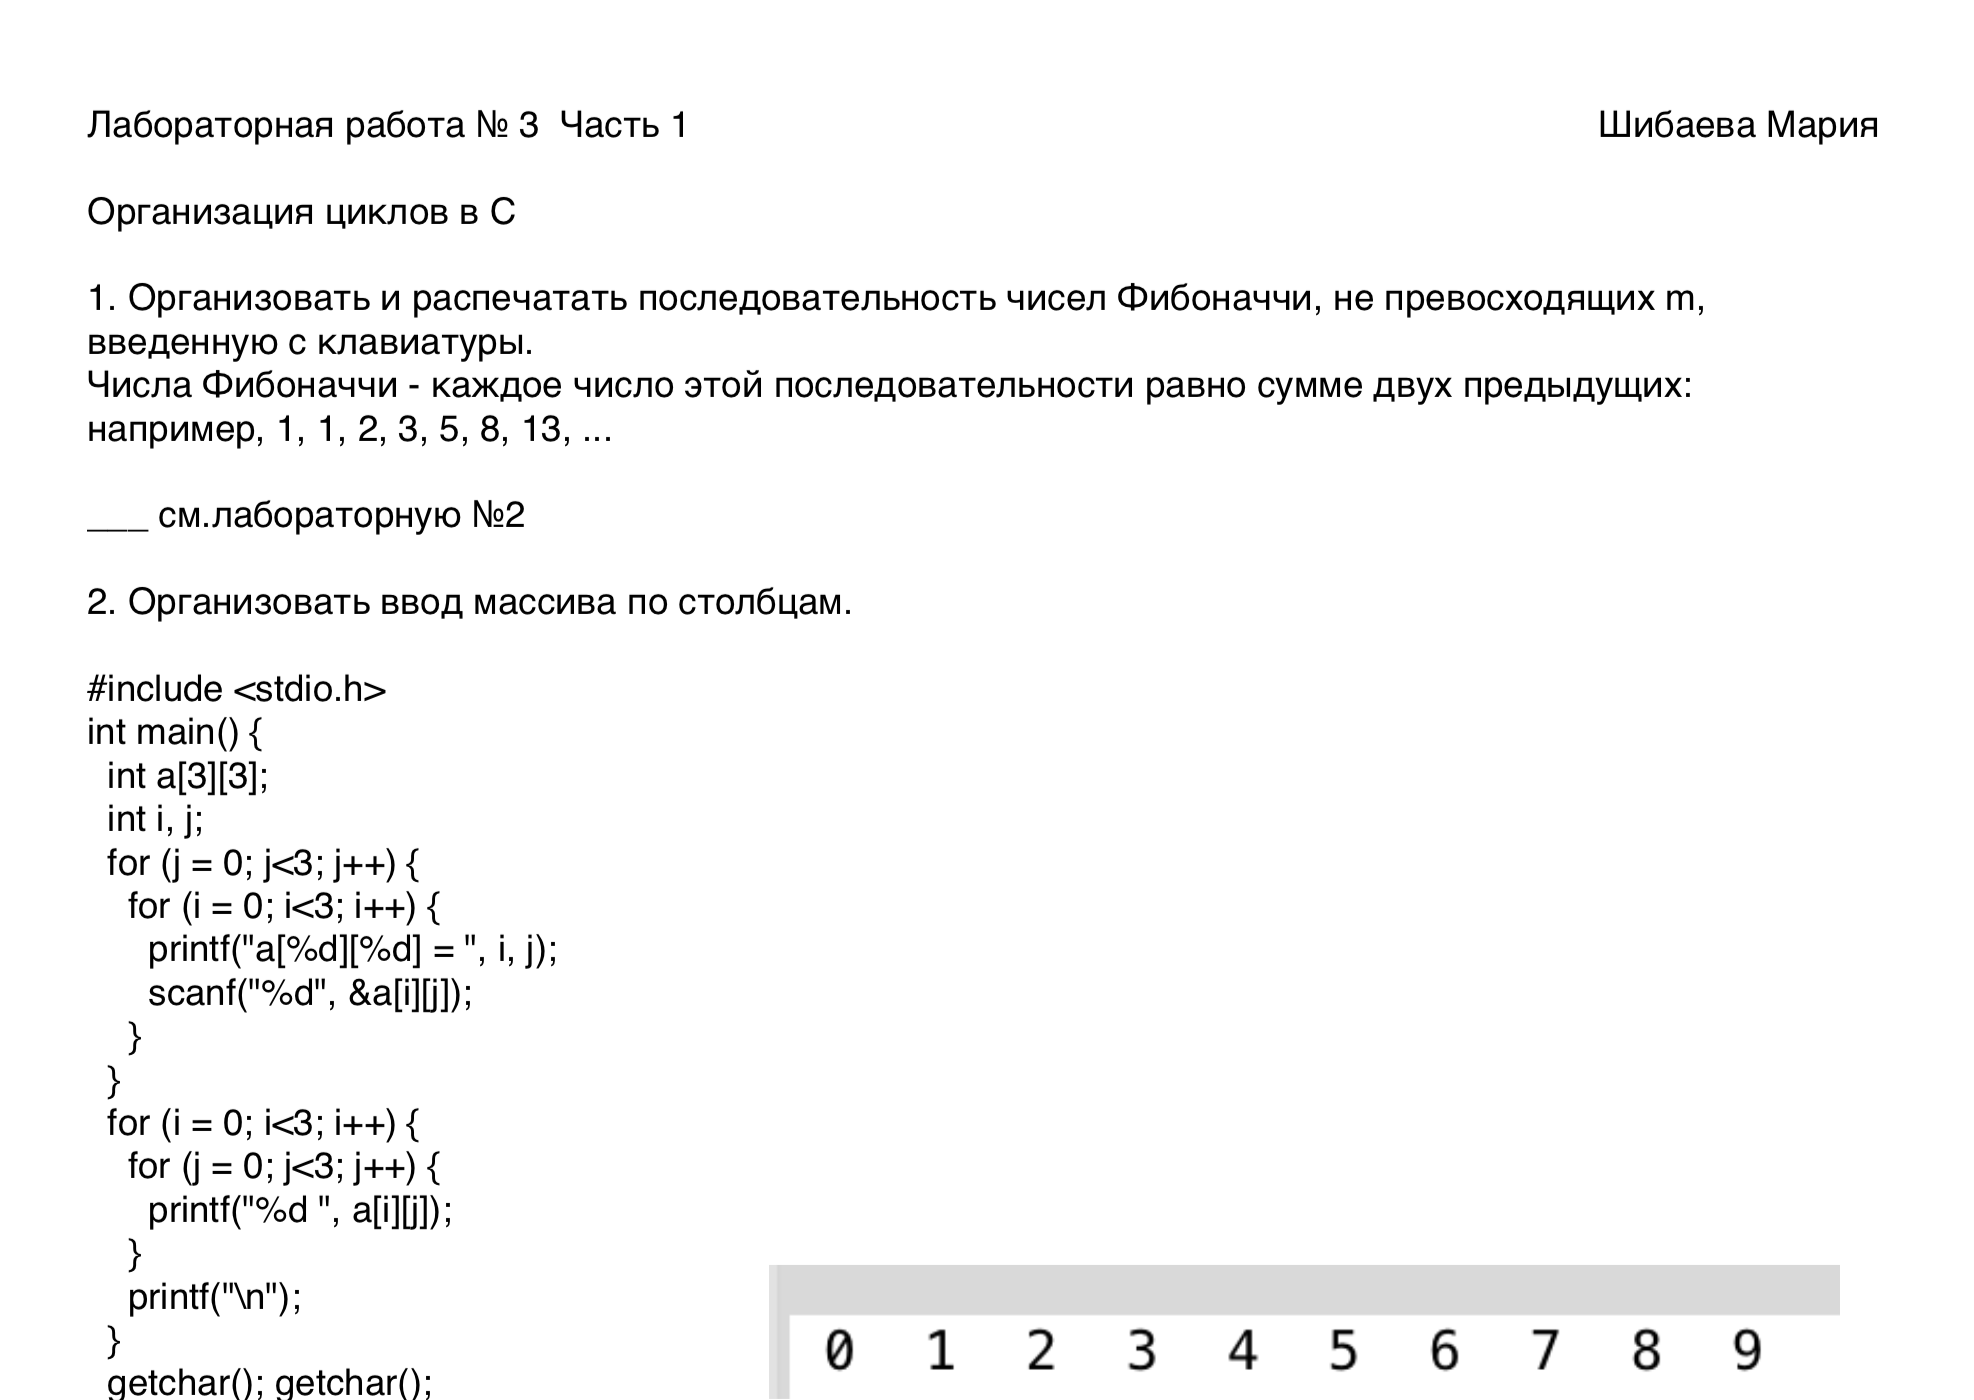 Лабораторная работа № 3  Часть 1 Шибаева Мария
Организация циклов в С
1. Организовать и распечатать последовательность чисел Фибоначчи, не превосходящих m,
введенную с клавиатуры.
Числа Фибоначчи - каждое число этой последовательности равно сумме двух предыдущих:
например, 1, 1, 2, 3, 5, 8, 13, ...
___ см.лабораторную №2
2. Организовать ввод массива по столбцам.
#include <stdio.h>
int main() {
  int a[3][3];
  int i, j;
  for (j = 0; j<3; j++) {
    for (i = 0; i<3; i++) {
      printf("a[%d][%d] = ", i, j);
      scanf("%d", &a[i][j]);
    }
  }
  for (i = 0; i<3; i++) {
    for (j = 0; j<3; j++) {
      printf("%d ", a[i][j]);
    }
    printf("\n");
  }
  getchar(); getchar();
0 1 2 3 4 5 6 7 8 9